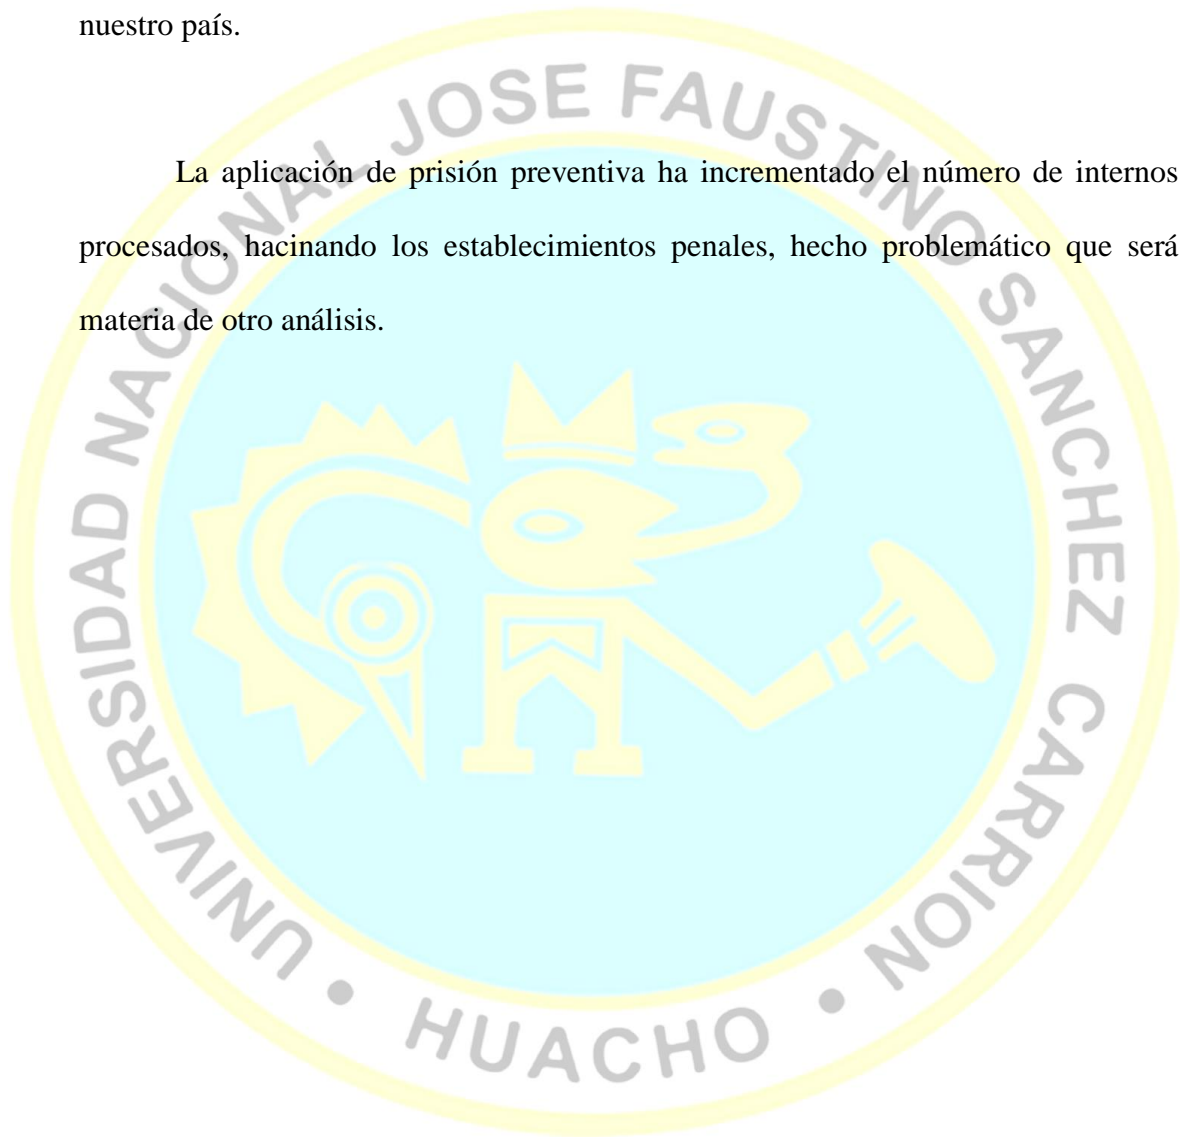 nuestro país.
La aplicación de prisión preventiva ha incrementado el número de internos
procesados, hacinando los establecimientos penales, hecho problemático que será
materia de otro análisis.
UNIVERSIDAD NACIONAL JOSE FAUSTINO SANCHEZ CARRION • HUACHO •